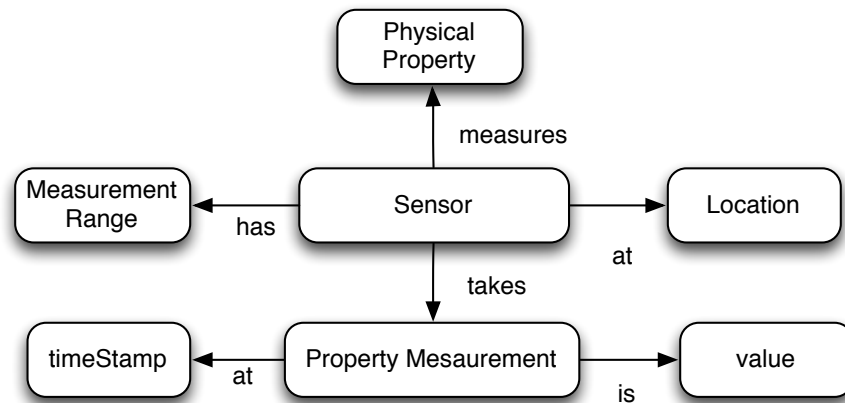 Physical
Property
measures
Measurement
Range
has
Sensor
at
Location
takes
timeStamp
at
Property Mesaurement
is
value